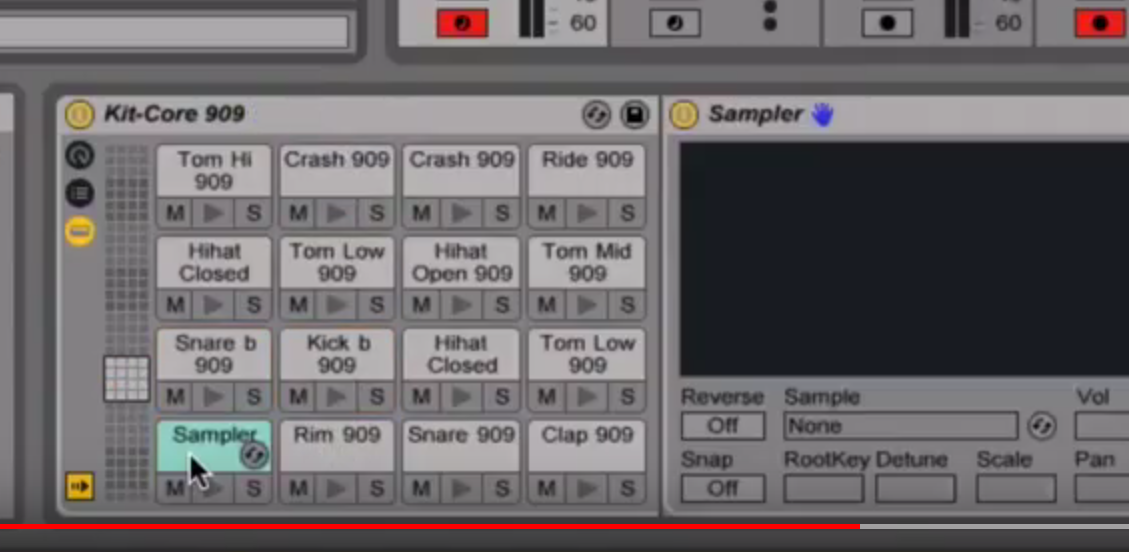 60
60
Kit-Core 909
Sampler
Tom Hi
909
Crash 909
Crash 909
Ride 909
M S M S M S M S
Hihat
Closed
Tom Low
909
Hihat
Open 909
Tom Mid
909
M S M S M S M S
Snare b
909
Kick b
909
Hihat
Closed
Tom Low
909
M S M S M S M S
Sampler
Rim 909
Snare 909
Clap 909
M S M S M S M S
Reverse
Sample
Vol
Off
None
Snap
RootKey
Detune
Scale
Pan
Off